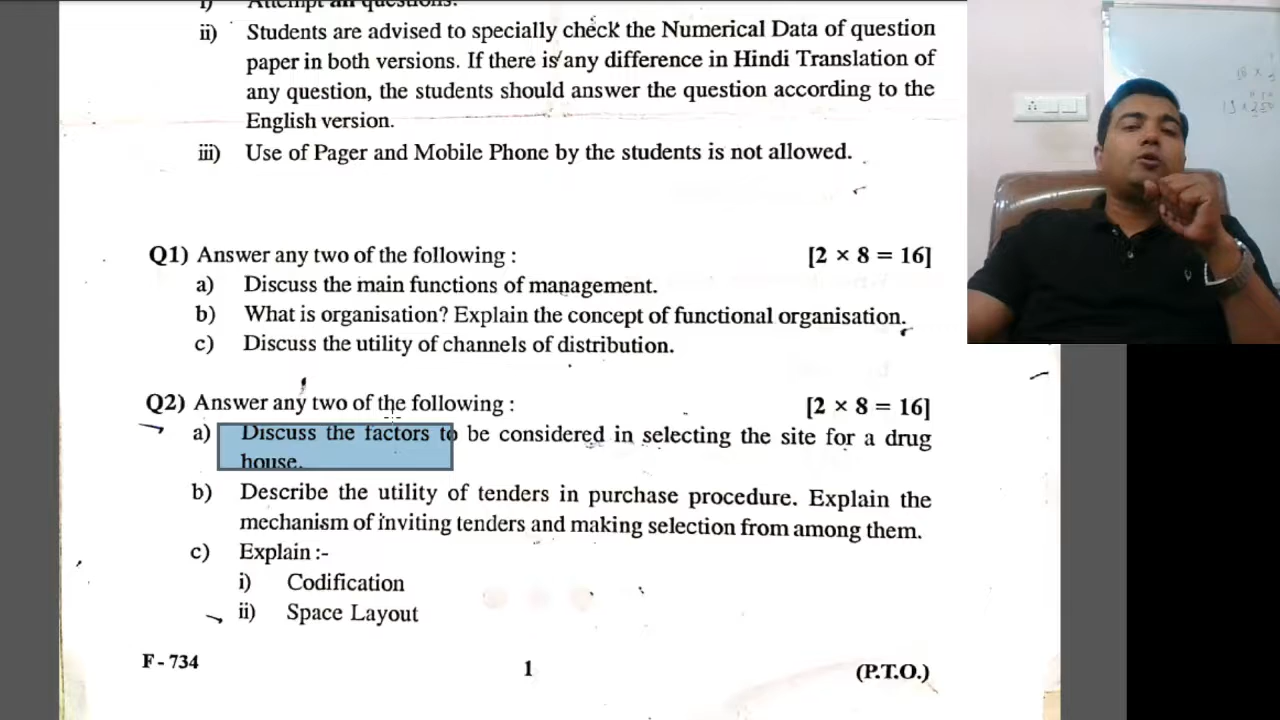 i) Attempt all questions.
ii) Students are advised to specially check the Numerical Data of question
paper in both versions. If there is any difference in Hindi Translation of
any question, the students should answer the question according to the
English version.
iii) Use of Pager and Mobile Phone by the students is not allowed.
Q1) Answer any two of the following : [2 × 8 = 16]
a) Discuss the main functions of management.
b) What is organisation? Explain the concept of functional organisation.
c) Discuss the utility of channels of distribution.
Q2) Answer any two of the following : [2 × 8 = 16]
a) Discuss the factors to be considered in selecting the site for a drug
house.
b) Describe the utility of tenders in purchase procedure. Explain the
mechanism of inviting tenders and making selection from among them.
c) Explain :-
i) Codification
ii) Space Layout
F - 734 1 (P.T.O.)